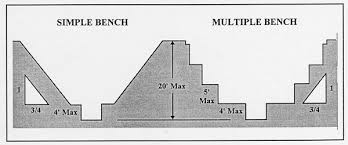 SIMPLE BENCH
MULTIPLE BENCH
20' Max
5'
Max
1
3/4
4' Max
4' Max
3/4
1